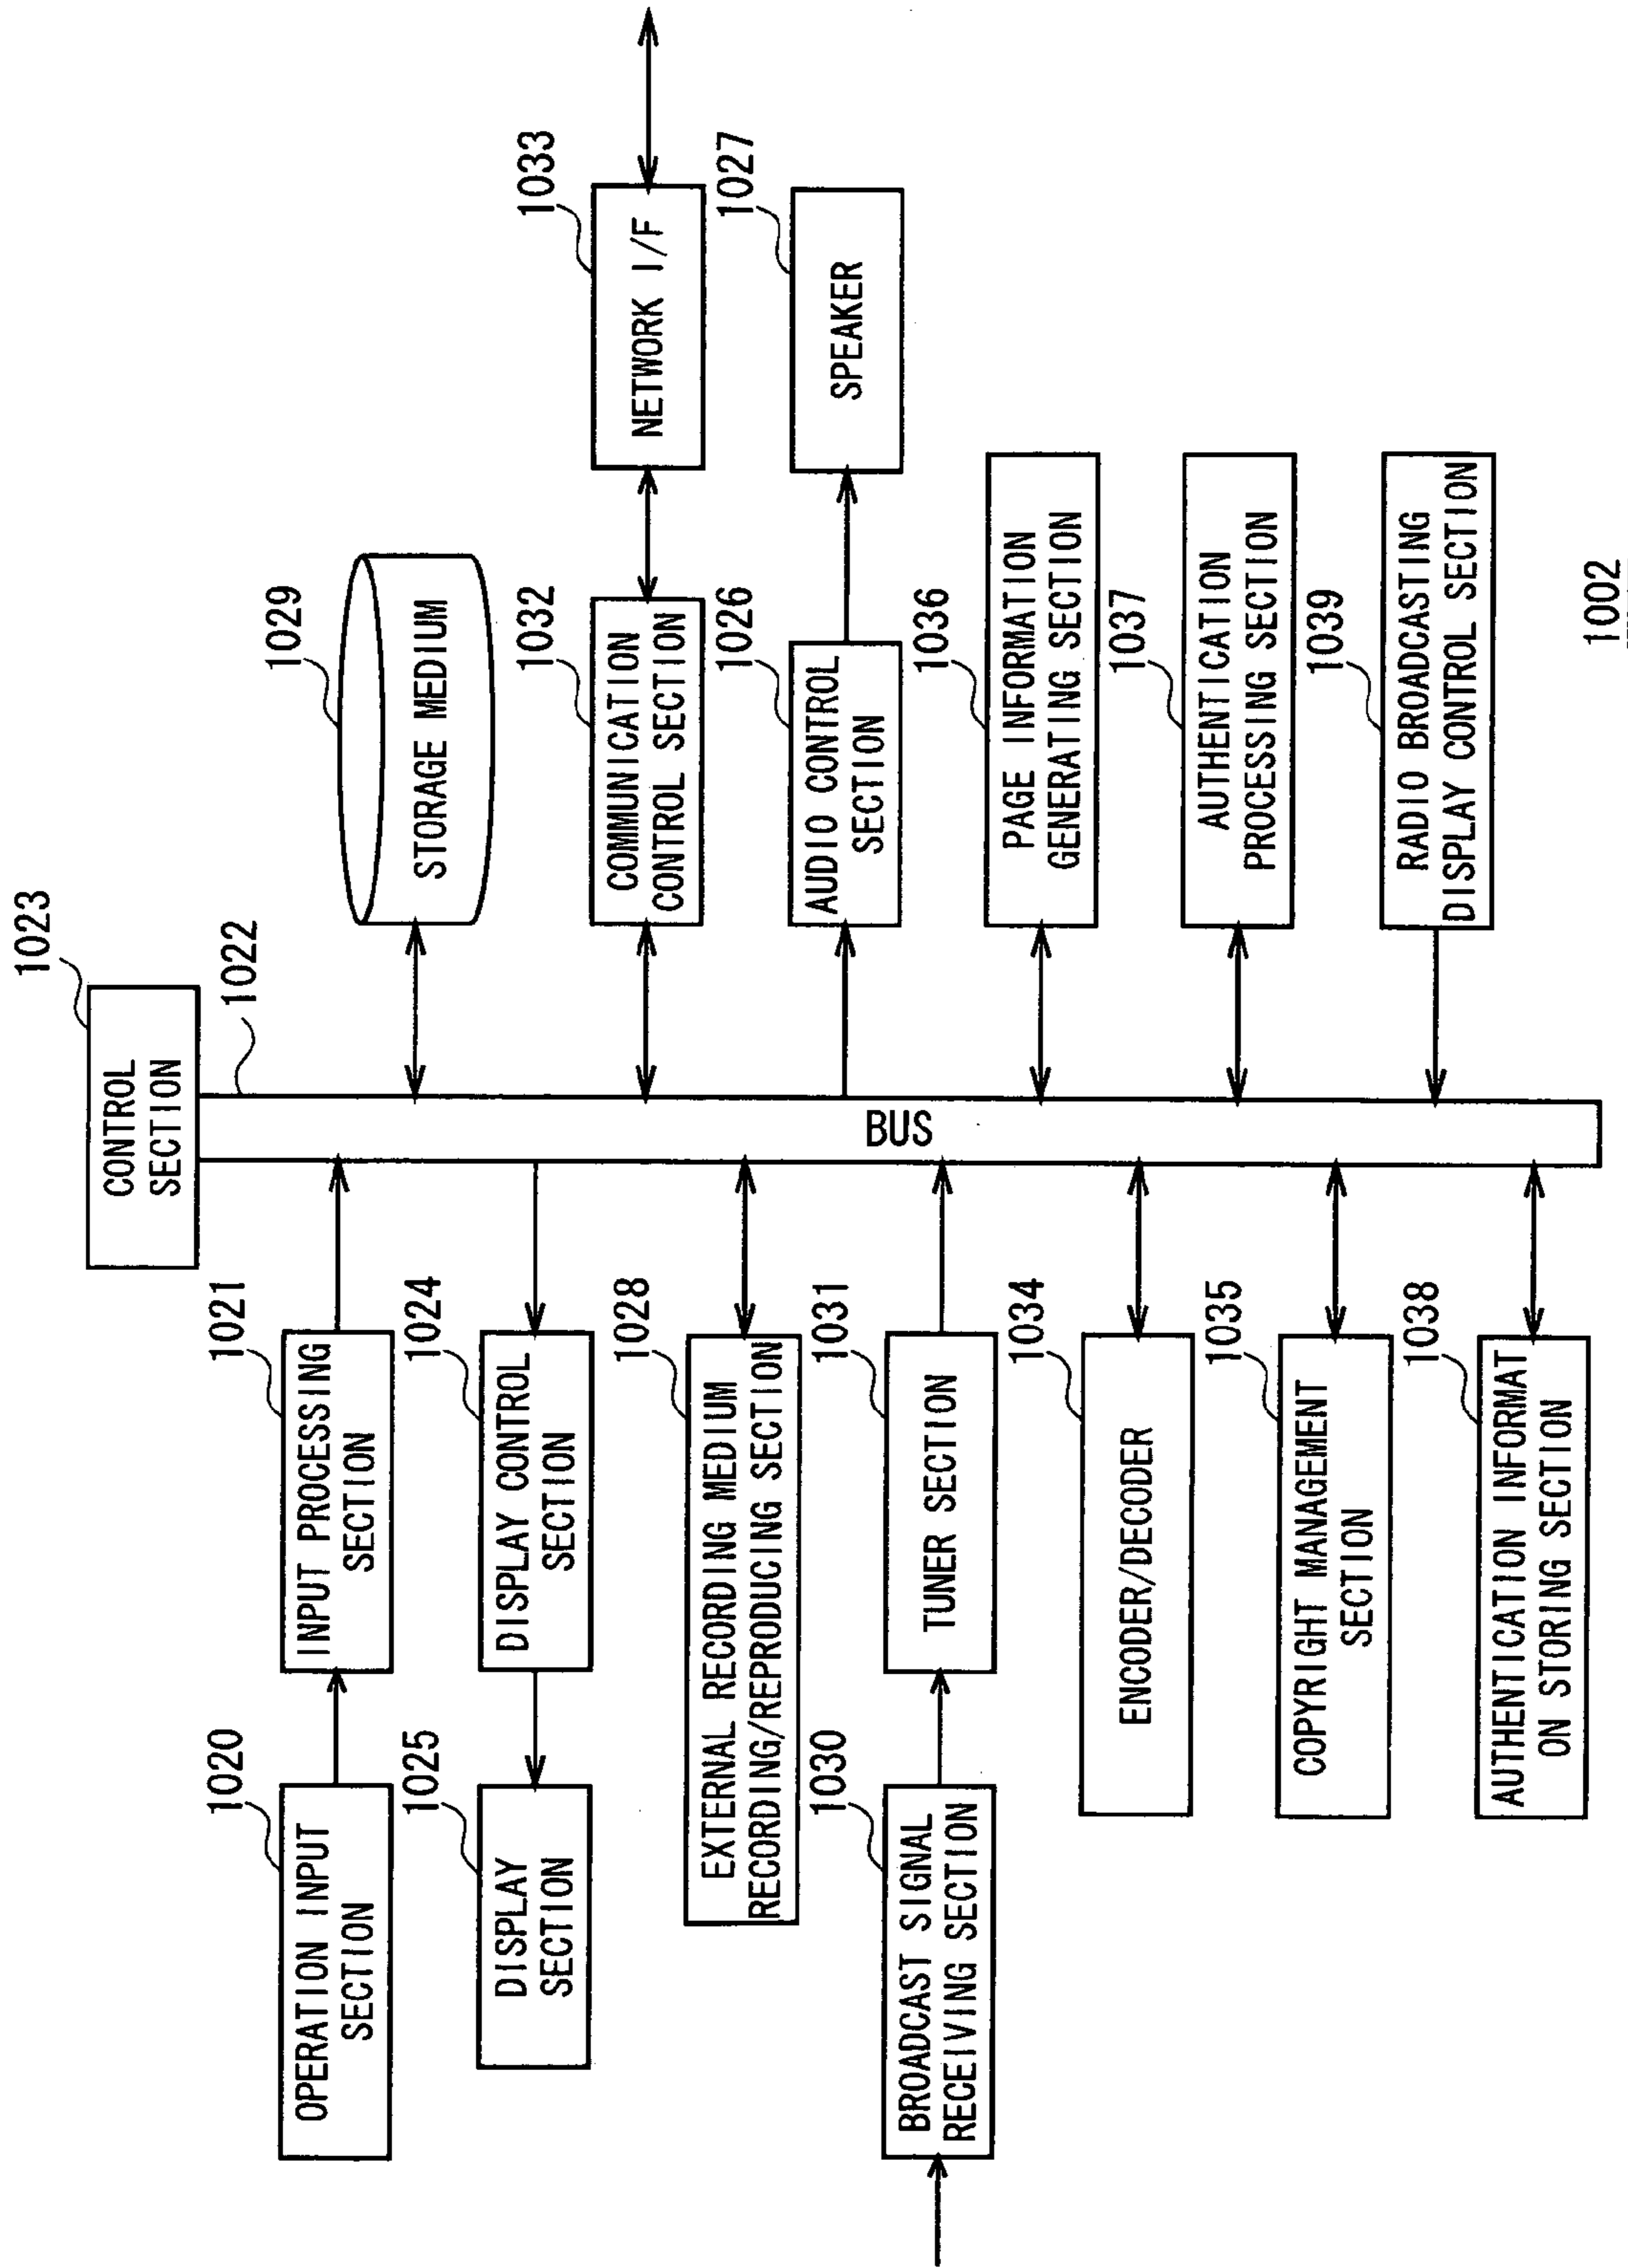 1023
CONTROL
SECTION
1022
BUS
1020
OPERATION INPUT
SECTION
1021
INPUT PROCESSING
SECTION
1025
DISPLAY
SECTION
1024
DISPLAY CONTROL
SECTION
1028
EXTERNAL RECORDING MEDIUM
RECORDING/REPRODUCING SECTION
1030
BROADCAST SIGNAL
RECEIVING SECTION
1031
TUNER SECTION
1034
ENCODER/DECODER
1035
COPYRIGHT MANAGEMENT
SECTION
1038
AUTHENTICATION INFORMAT
ON STORING SECTION
1029
STORAGE MEDIUM
1032
COMMUNICATION
CONTROL SECTION
1033
NETWORK I/F
1026
AUDIO CONTROL
SECTION
1027
SPEAKER
1036
PAGE INFORMATION
GENERATING SECTION
1037
AUTHENTICATION
PROCESSING SECTION
1039
RADIO BROADCASTING
DISPLAY CONTROL SECTION
1002